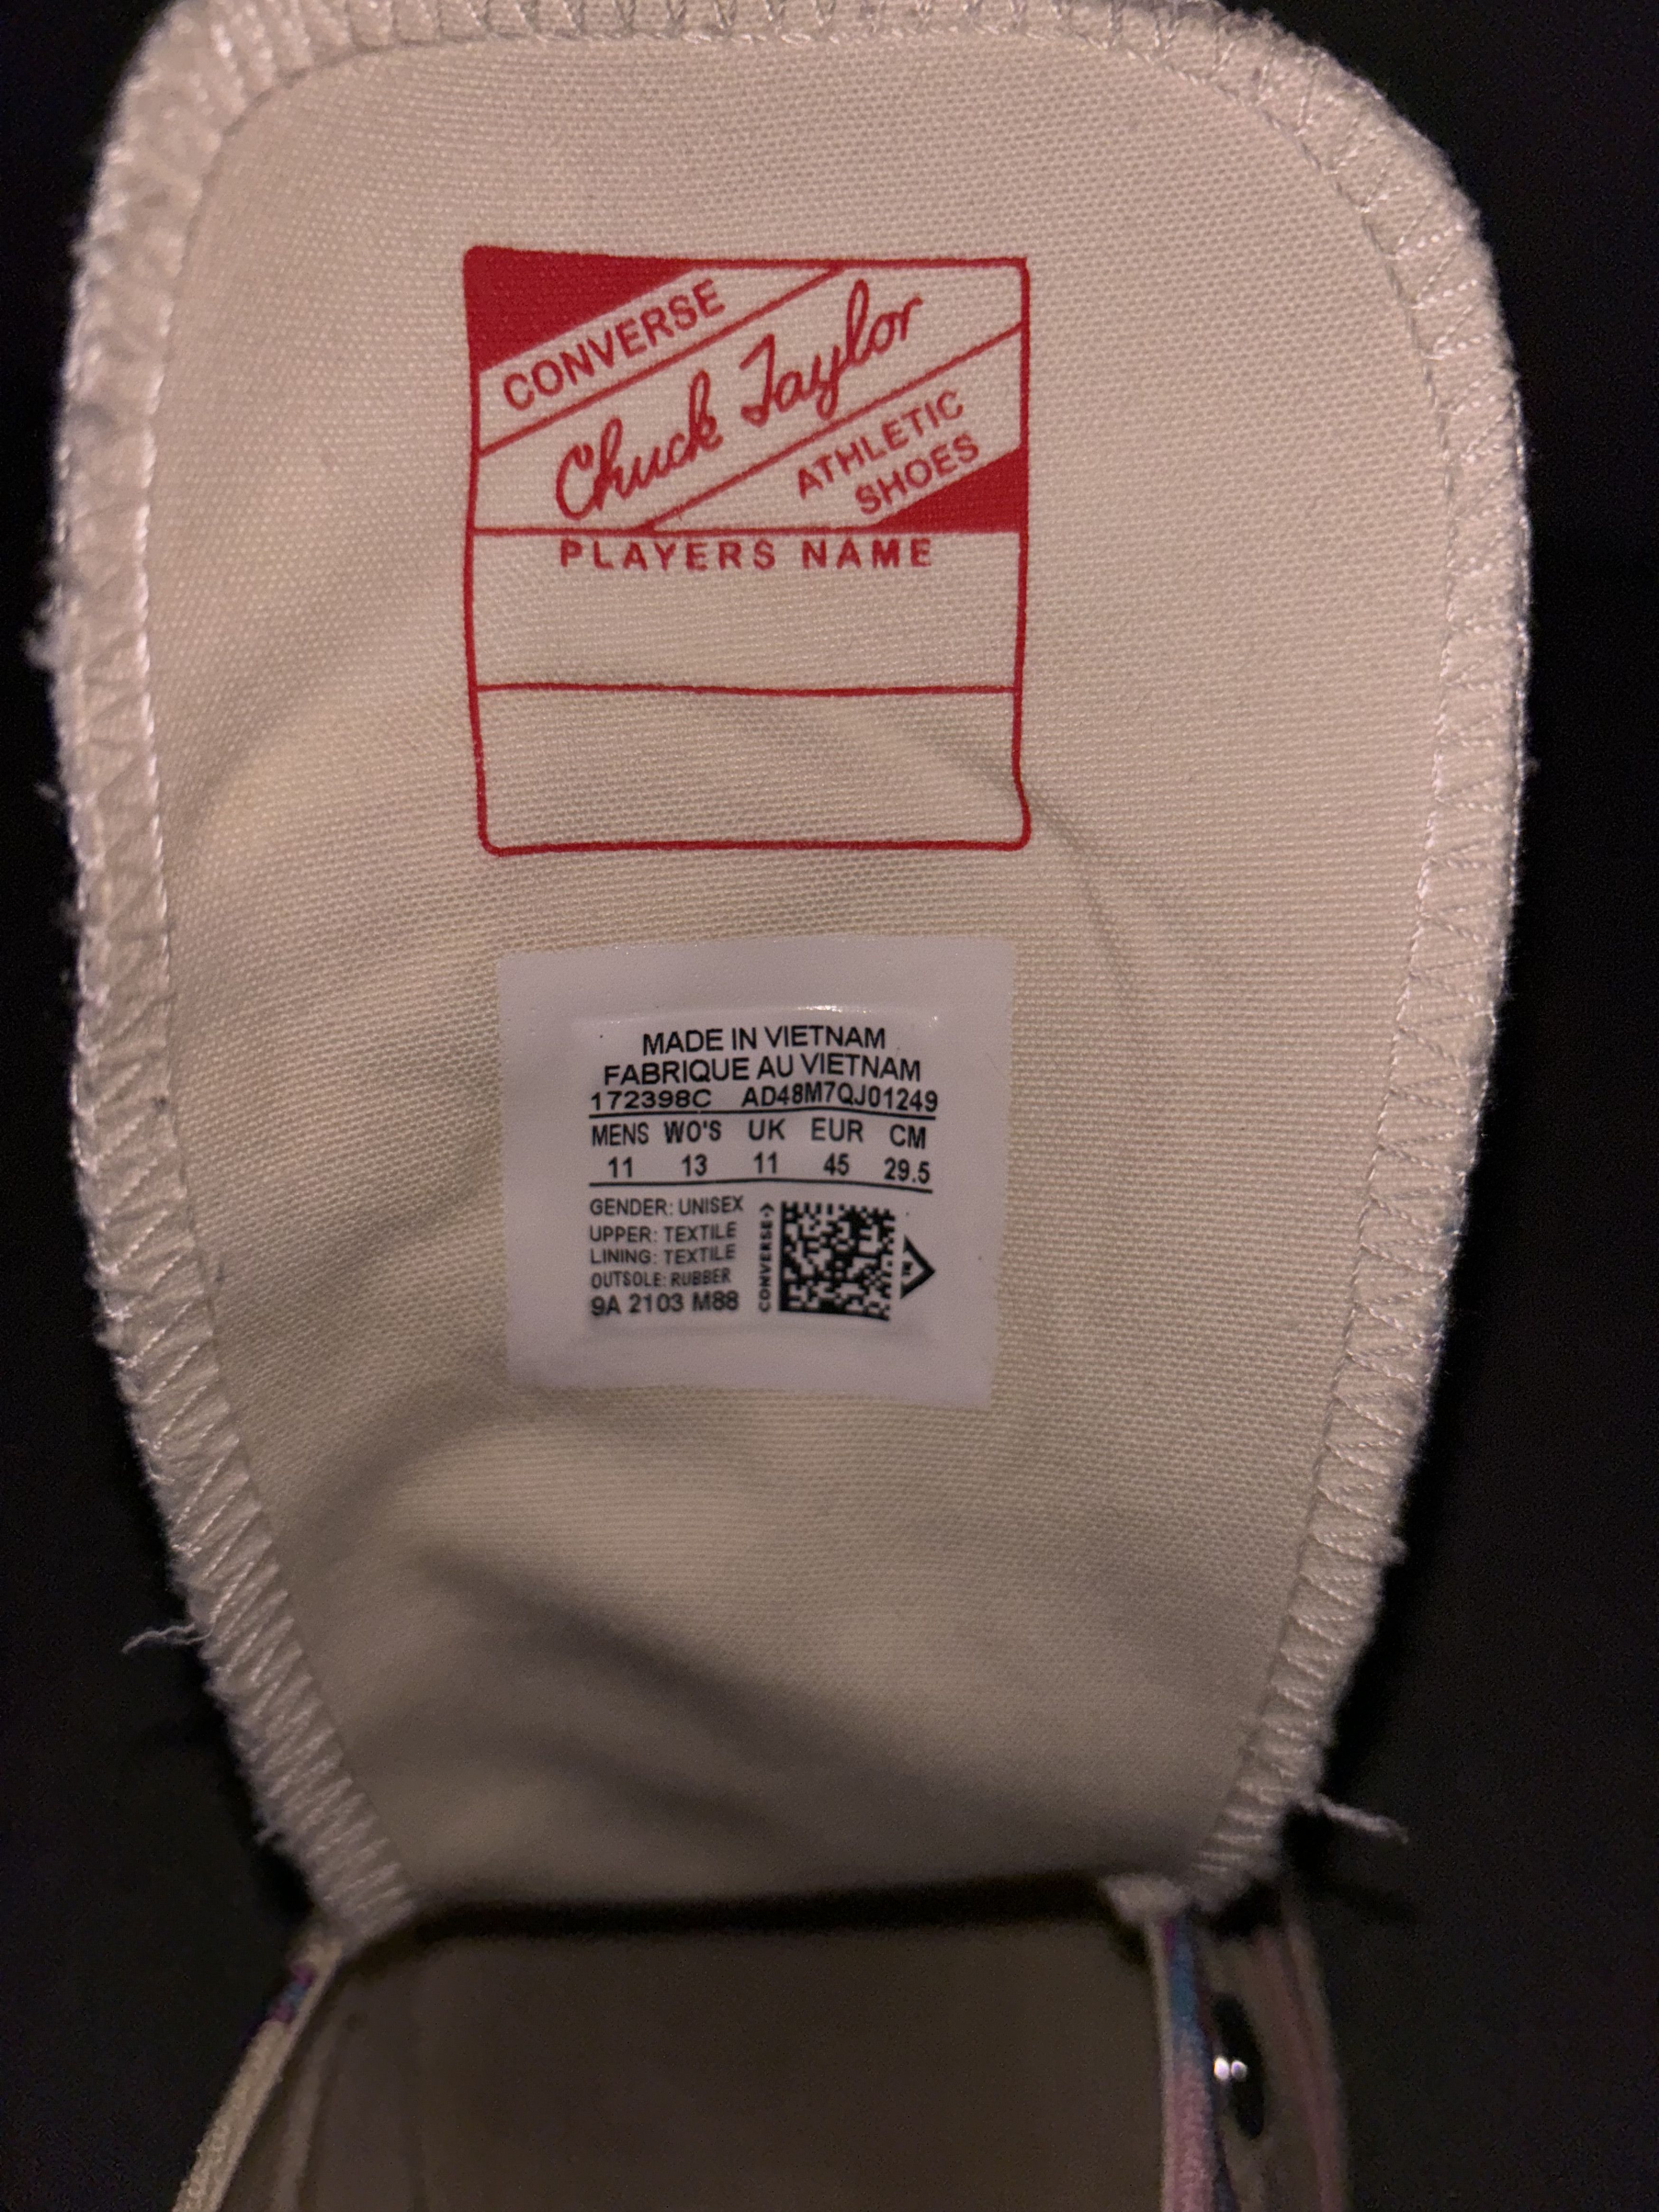 CONVERSE
Chuck Taylor
ATHLETIC
SHOES
PLAYERS NAME
MADE IN VIETNAM
FABRIQUE AU VIETNAM
172398C AD48M7QJ01249
MENS WO'S UK EUR CM
11 13 11 45 29.5
GENDER: UNISEX
UPPER: TEXTILE
LINING: TEXTILE
OUTSOLE: RUBBER
9A 2103 M88
CONVERSE